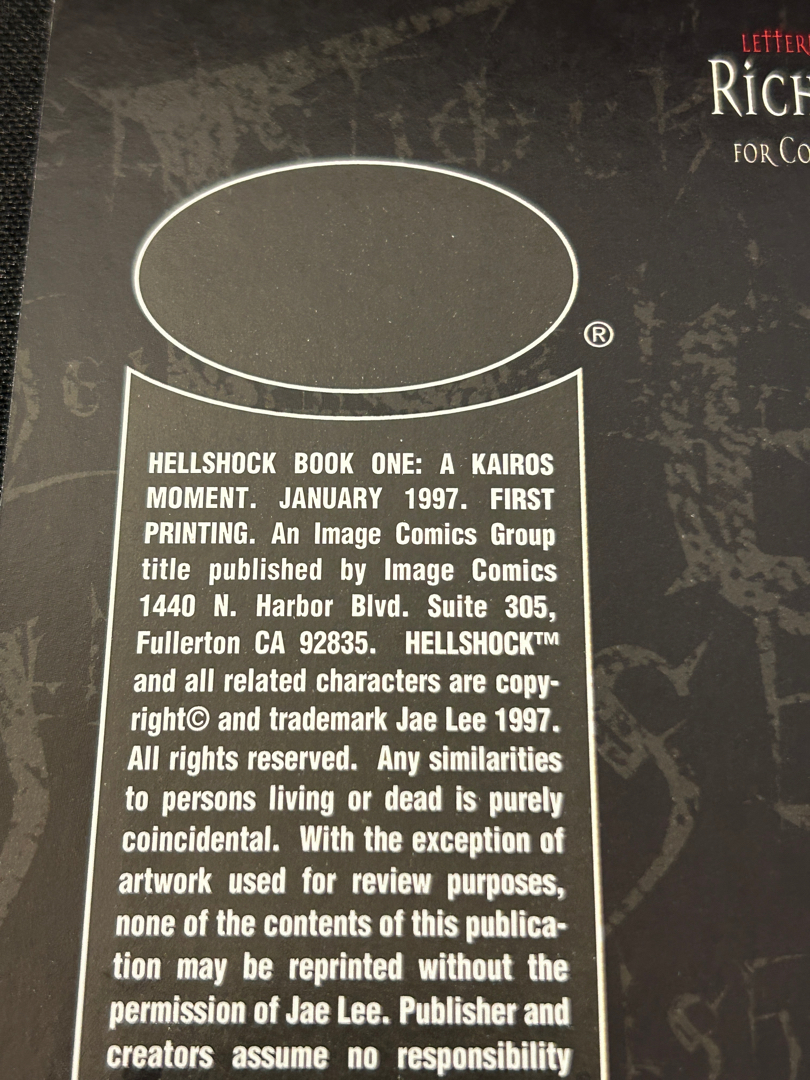 RICH
FOR CO
®
HELLSHOCK BOOK ONE: A KAIROS
MOMENT. JANUARY 1997. FIRST
PRINTING. An Image Comics Group
title published by Image Comics
1440 N. Harbor Blvd. Suite 305,
Fullerton CA 92835. HELLSHOCK™
and all related characters are copy-
right© and trademark Jae Lee 1997.
All rights reserved. Any similarities
to persons living or dead is purely
coincidental. With the exception of
artwork used for review purposes,
none of the contents of this publica-
tion may be reprinted without the
permission of Jae Lee. Publisher and
creators assume no responsibility